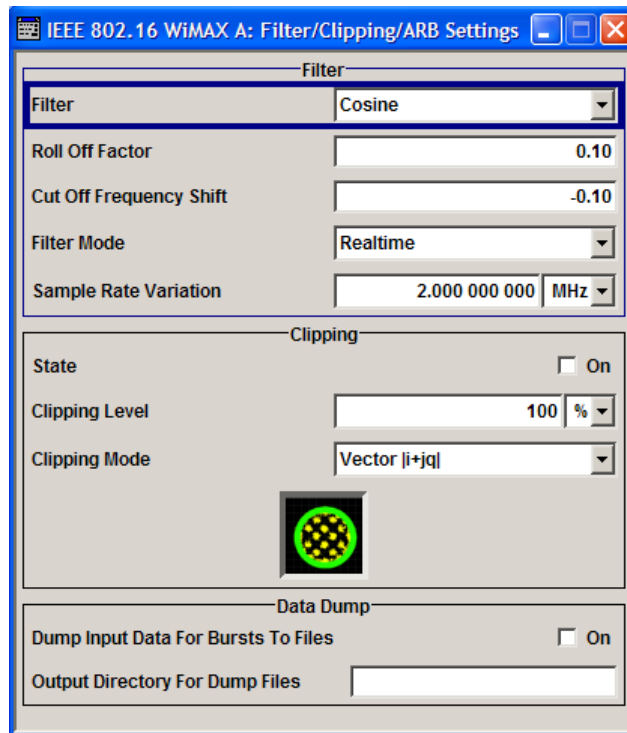 IEEE 802.16 WiMAX A: Filter/Clipping/ARB Settings
Filter
Filter Cosine
Roll Off Factor 0.10
Cut Off Frequency Shift -0.10
Filter Mode Realtime
Sample Rate Variation 2.000 000 000 MHz
Clipping
State On
Clipping Level 100 %
Clipping Mode Vector |i+jq|
Data Dump
Dump Input Data For Bursts To Files On
Output Directory For Dump Files